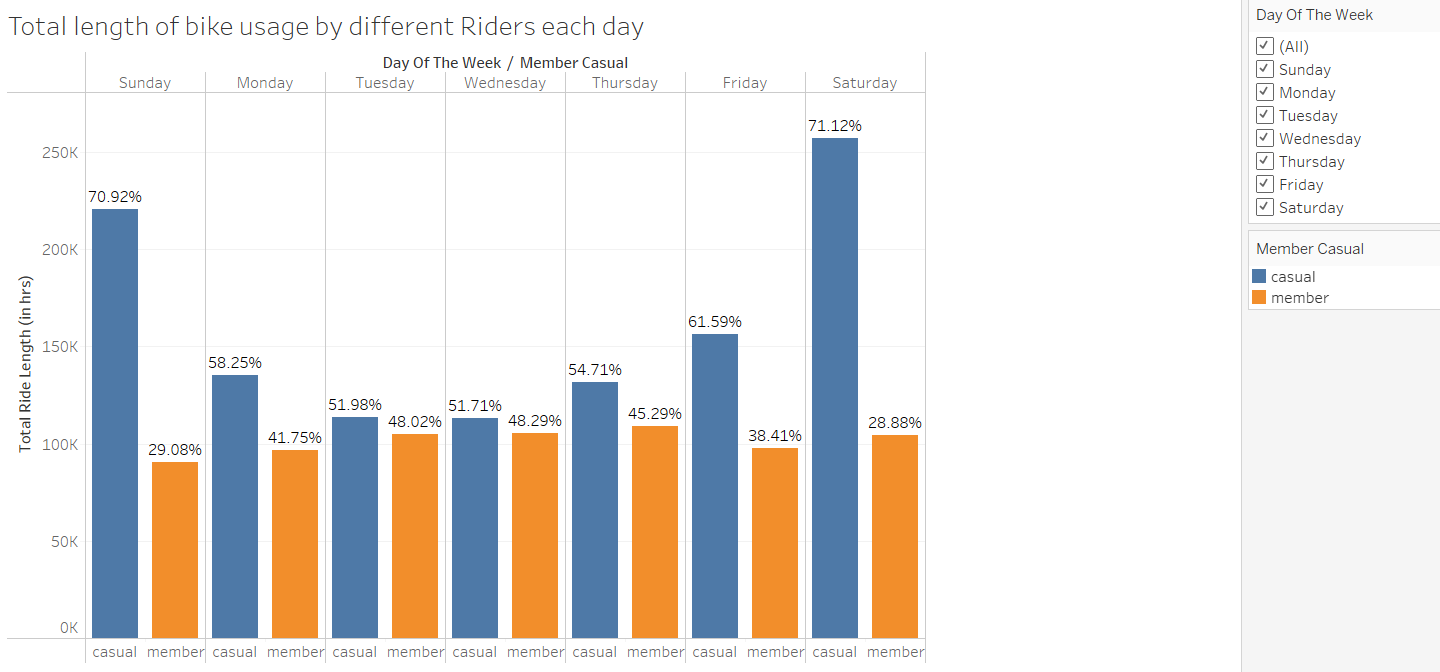 Total length of bike usage by different Riders each day
Day Of The Week / Member Casual
Sunday Monday Tuesday Wednesday Thursday Friday Saturday
71.12%
250K
70.92%
200K
61.59%
150K
58.25%
54.71%
51.98% 48.02% 51.71% 48.29% 45.29% 28.88%
41.75% 38.41%
100K
29.08%
50K
0K
Total Ride Length (in hrs)
casual member casual member casual member casual member casual member casual member casual member
Day Of The Week
(All)
Sunday
Monday
Tuesday
Wednesday
Thursday
Friday
Saturday
Member Casual
casual
member